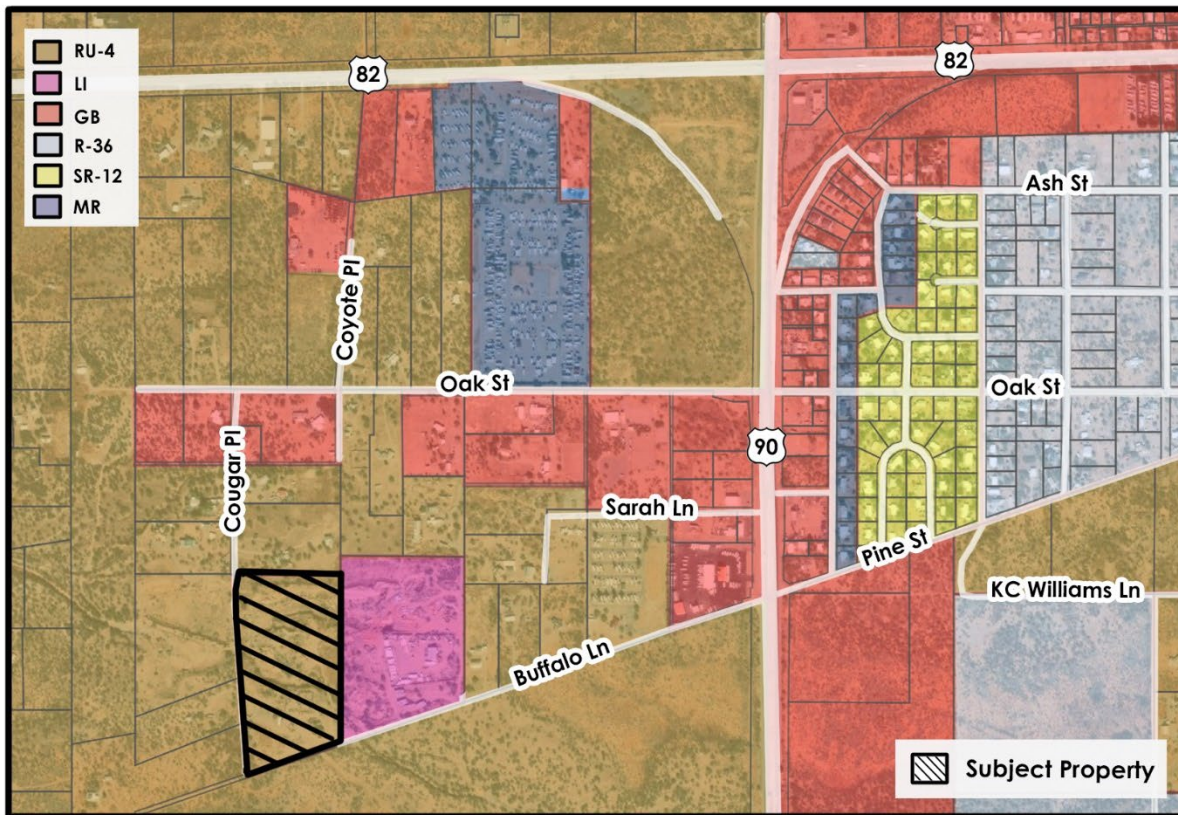 RU-4
LI
GB
R-36
SR-12
MR
82
82
Ash St
Coyote Pl
Oak St
Oak St
Cougar Pl
90
Sarah Ln
Pine St
KC Williams Ln
Buffalo Ln
Subject Property